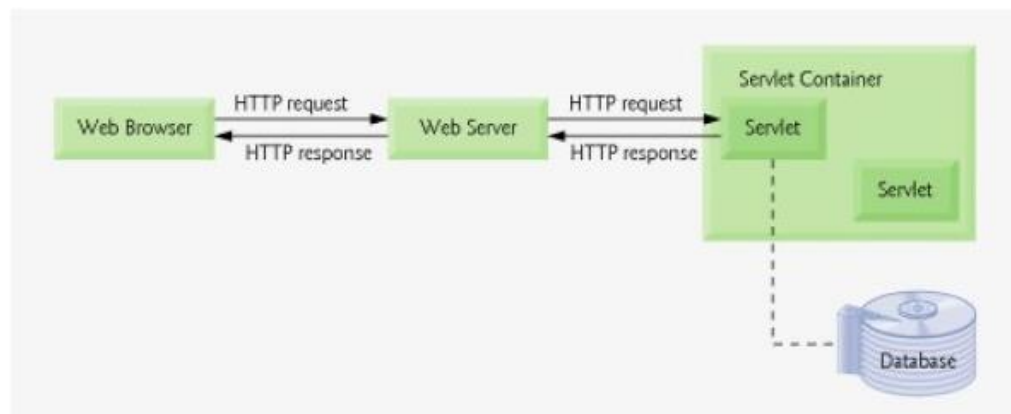 Servlet Container
HTTP request
HTTP request
Web Browser
Web Server
Servlet
HTTP response
HTTP response
Servlet
Database